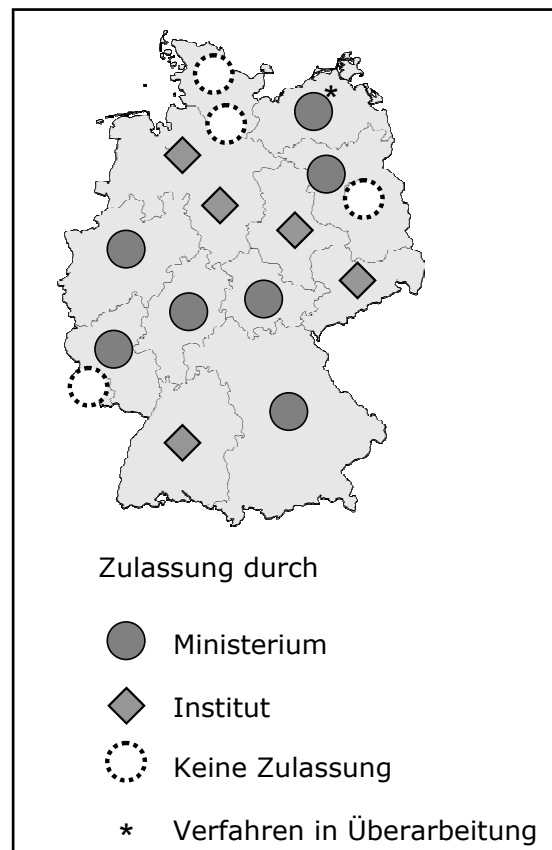 *
Zulassung durch
Ministerium
Institut
Keine Zulassung
* Verfahren in Überarbeitung